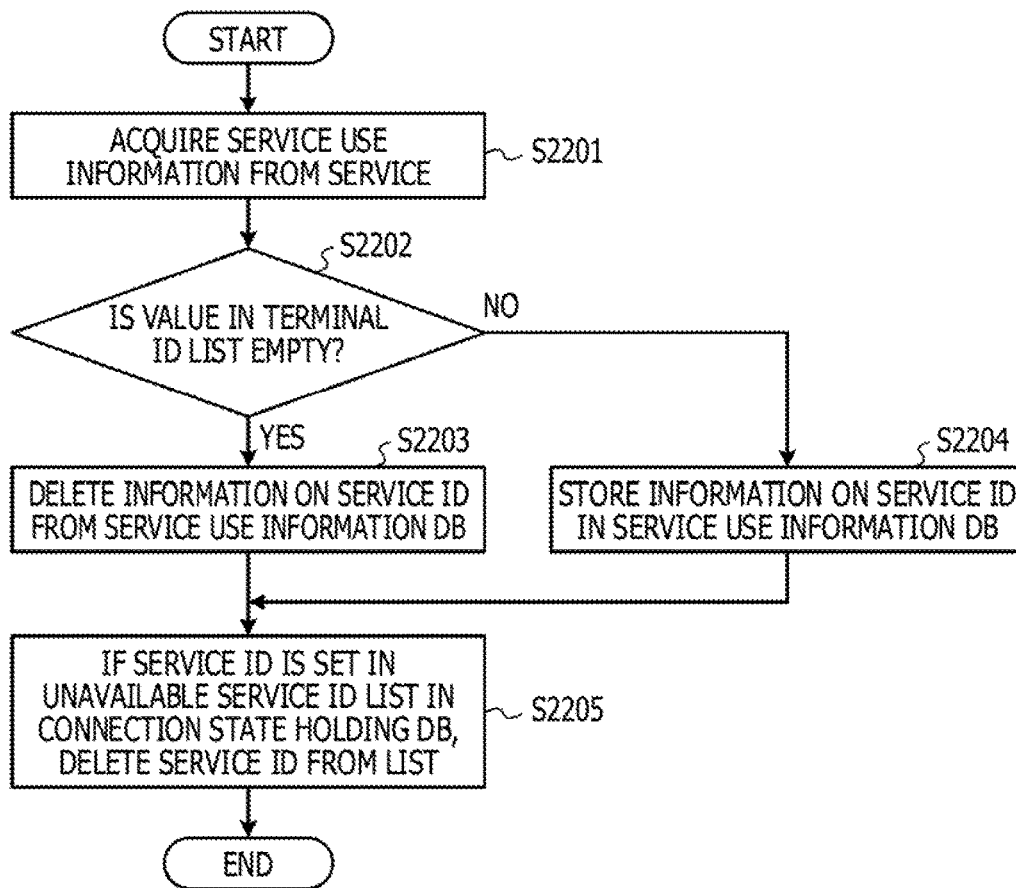 START
ACQUIRE SERVICE USE
INFORMATION FROM SERVICE
S2201
S2202
IS VALUE IN TERMINAL
ID LIST EMPTY?
NO
YES
S2203
DELETE INFORMATION ON SERVICE ID
FROM SERVICE USE INFORMATION DB
S2204
STORE INFORMATION ON SERVICE ID
IN SERVICE USE INFORMATION DB
IF SERVICE ID IS SET IN
UNAVAILABLE SERVICE ID LIST IN
CONNECTION STATE HOLDING DB,
DELETE SERVICE ID FROM LIST
S2205
END